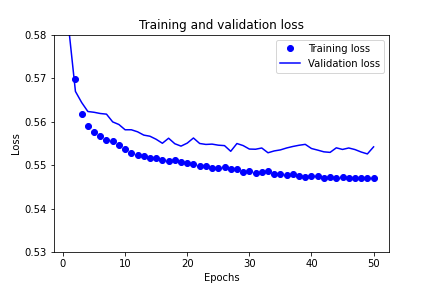 Training and validation loss
0.58
0.57
0.56
0.55
0.54
0.53
Loss
Training loss
Validation loss
0
10
20
30
40
50
Epochs